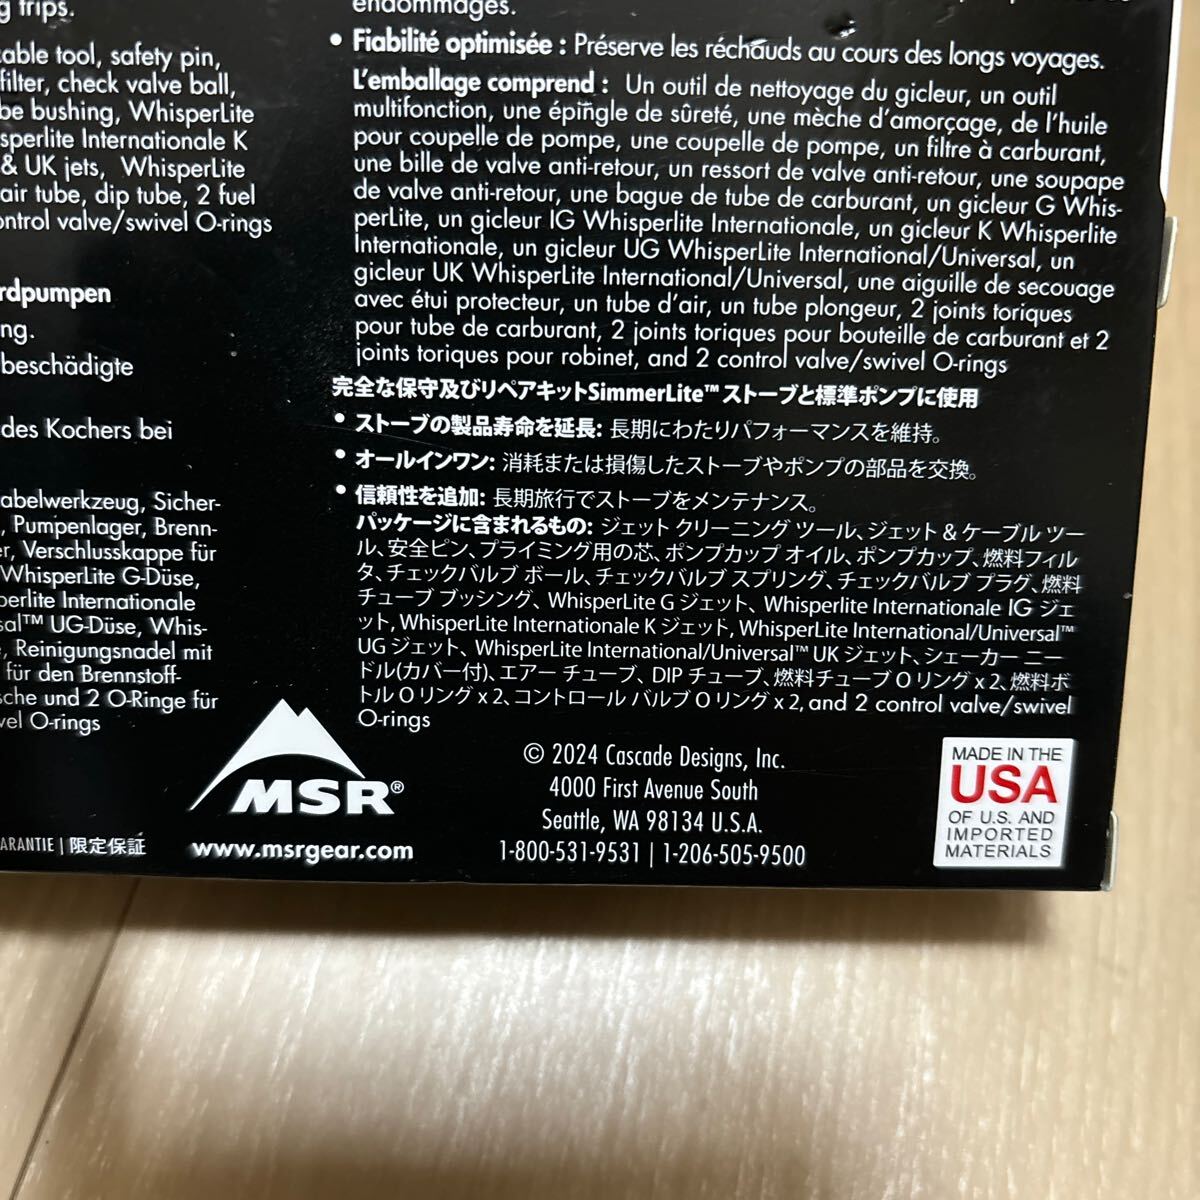 g trips.
able tool, safety pin,
filter, check valve ball,
be bushing, WhisperLite
sperlite Internationale K
& UK jets, WhisperLite
air tube, dip tube, 2 fuel
ontrol valve/swivel O-rings
rdpumpen
ng.
beschädigte
des Kochers bei
abelwerkzeug, Sicher-
, Pumpenlager, Brenn-
er, Verschlusskappe für
WhisperLite G-Düse,
perlite Internationale
sal™ UG-Düse, Whis-
, Reinigungsnadel mit
für den Brennstoff-
sche und 2 O-Ringe für
vel O-rings
endommagés.
• Fiabilité optimisée : Préserve les réchauds au cours des longs voyages.
L'emballage comprend : Un outil de nettoyage du gicleur, un outil
multifonction, une épingle de sûreté, une mèche d'amorçage, de l'huile
pour coupelle de pompe, une coupelle de pompe, un filtre à carburant,
une bille de valve anti-retour, un ressort de valve anti-retour, une soupape
de valve anti-retour, une bague de tube de carburant, un gicleur G Whis-
perLite, un gicleur IG Whisperlite Internationale, un gicleur K Whisperlite
Internationale, un gicleur UG WhisperLite International/Universal, un
gicleur UK WhisperLite International/Universal, une aiguille de secouage
avec étui protecteur, un tube d'air, un tube plongeur, 2 joints toriques
pour tube de carburant, 2 joints toriques pour bouteille de carburant et 2
joints toriques pour robinet, and 2 control valve/swivel O-rings
完全な保守及びリペアキットSimmerLite™ ストーブと標準ポンプに使用
• ストーブの製品寿命を延長: 長期にわたりパフォーマンスを維持。
• オールインワン: 消耗または損傷したストーブやポンプの部品を交換。
• 信頼性を追加: 長期旅行でストーブをメンテナンス。
パッケージに含まれるもの: ジェット クリーニング ツール、ジェット & ケーブル ツー
ル、安全ピン、プライミング用の芯、ポンプカップ オイル、ポンプカップ、燃料フィル
タ、チェックバルブ ボール、チェックバルブ スプリング、チェックバルブ プラグ、燃料
チューブ ブッシング、WhisperLite G ジェット、Whisperlite Internationale IG ジェ
ット、WhisperLite Internationale K ジェット、WhisperLite International/Universal™
UG ジェット、WhisperLite International/Universal™ UK ジェット、シェーカー ニー
ドル(カバー付)、エアー チューブ、DIP チューブ、燃料チューブ O リング x 2、燃料ボ
トル O リング x 2、コントロール バルブ O リング x 2, and 2 control valve/swivel
O-rings
MSR®
www.msrgear.com
ARANTIE | 限定保証
© 2024 Cascade Designs, Inc.
4000 First Avenue South
Seattle, WA 98134 U.S.A.
1-800-531-9531 | 1-206-505-9500
MADE IN THE
USA
OF U.S. AND
IMPORTED
MATERIALS